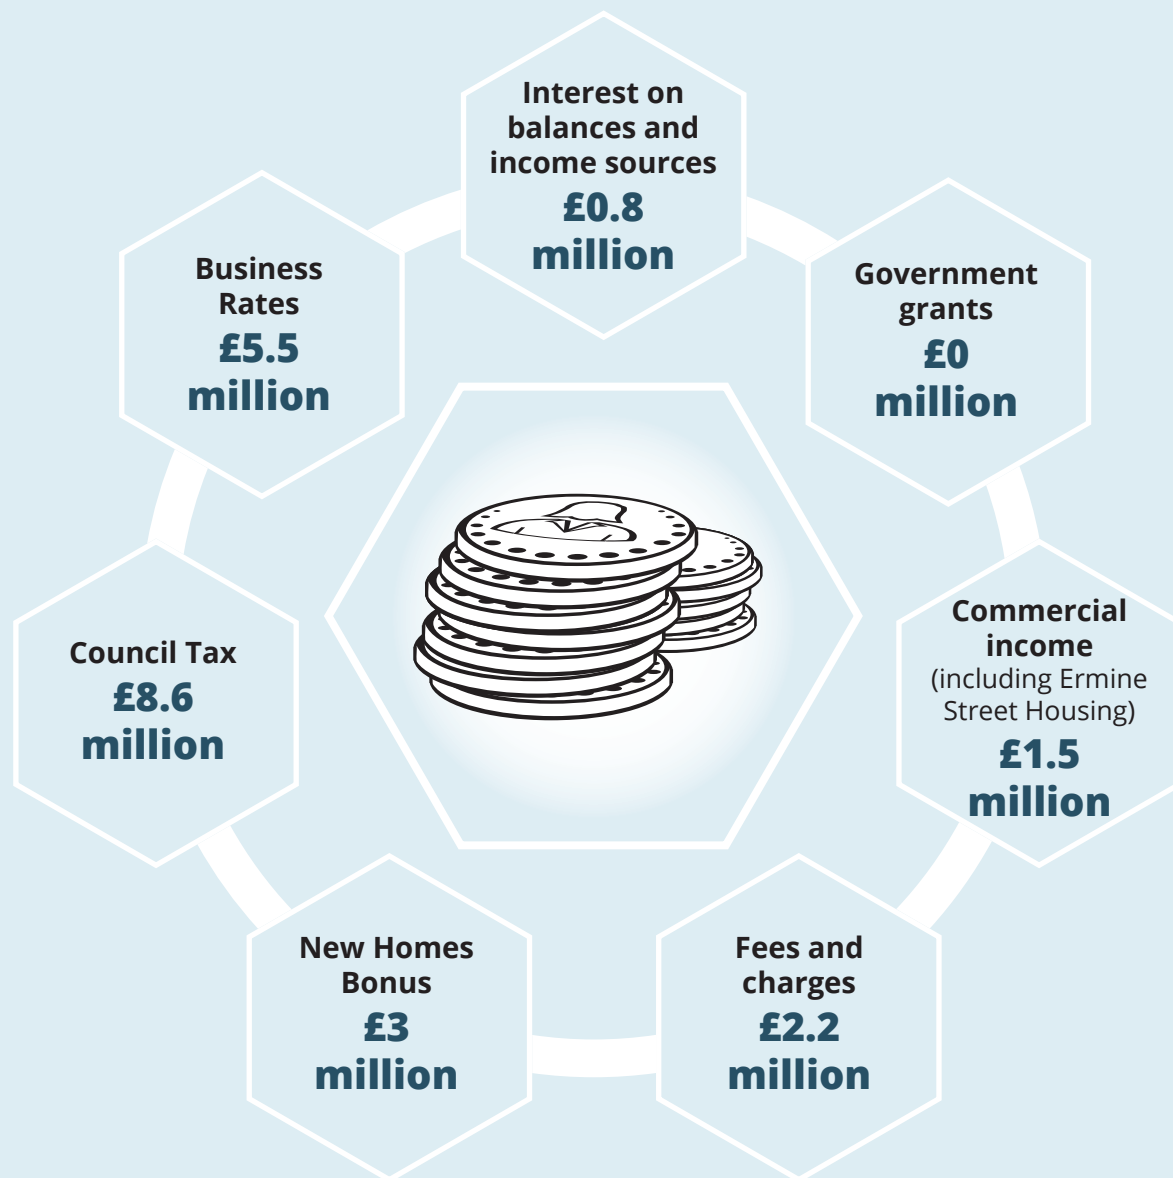 Interest on
balances and
income sources
£0.8
million
Business
Rates
£5.5
million
Government
grants
£0
million
Council Tax
£8.6
million
Commercial
income
(including Ermine
Street Housing)
£1.5
million
New Homes
Bonus
£3
million
Fees and
charges
£2.2
million